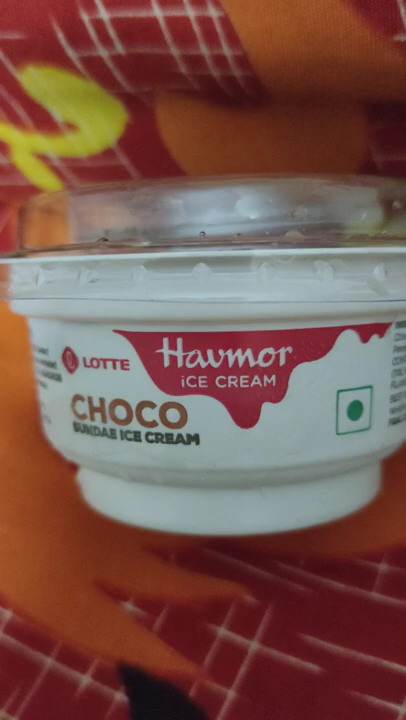 LOTTE
Havmor
iCE CREAM
CHOCO
SUNDAE ICE CREAM